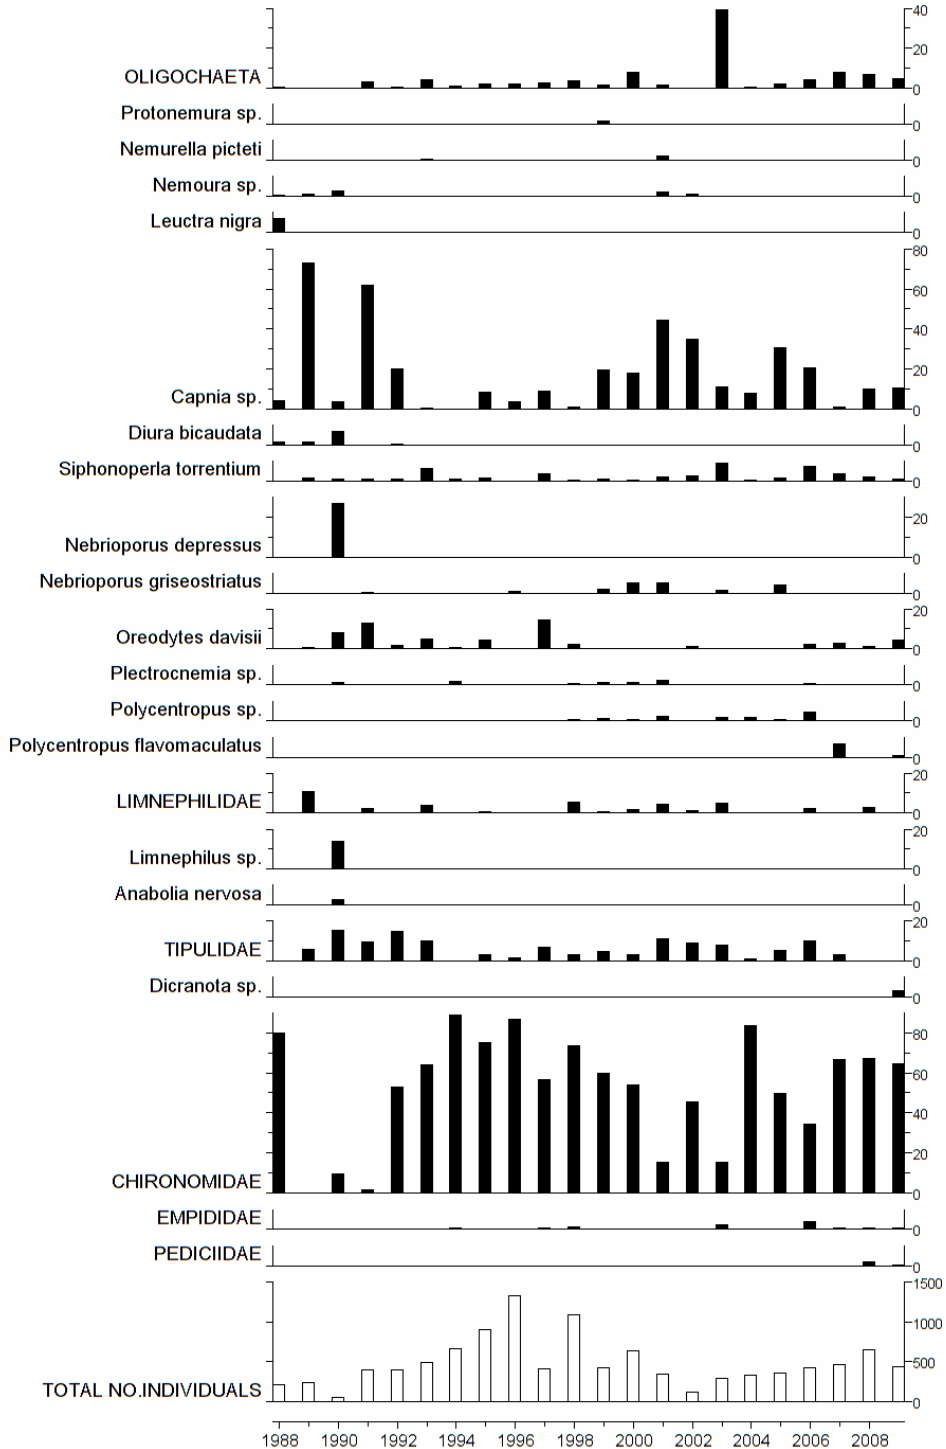 40
20
OLIGOCHAETA 0
Protonemura sp. 0
Nemurella picteti 0
Nemoura sp. 0
Leuctra nigra 0
80
60
40
20
Capnia sp. 0
Diura bicaudata 0
Siphonoperla torrentium 0
20
Nebrioporus depressus 0
Nebrioporus griseostriatus 0
20
Oreodytes davisii 0
Plectrocnemia sp. 0
Polycentropus sp. 0
Polycentropus flavomaculatus 0
20
LIMNEPHILIDAE 0
20
Limnephilus sp. 0
Anabolia nervosa 0
20
TIPULIDAE 0
Dicranota sp. 0
80
60
40
20
CHIRONOMIDAE 0
EMPIDIDAE 0
PEDICIIDAE 0
1500
1000
500
TOTAL NO.INDIVIDUALS 0
1988 1990 1992 1994 1996 1998 2000 2002 2004 2006 2008